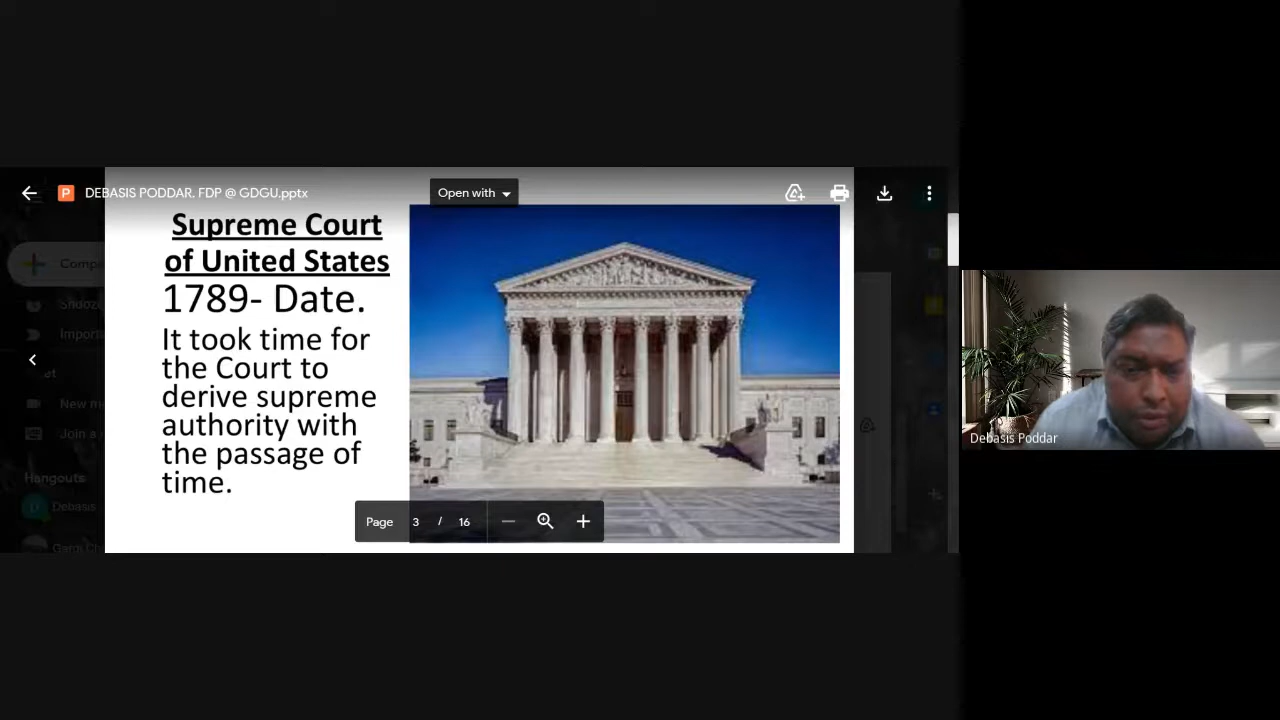 DEBASIS PODDAR. FDP @ GDGU.pptx
Open with
Supreme Court
of United States
1789- Date.
It took time for
the Court to
derive supreme
authority with
the passage of
time.
Page 3 / 16
Hangouts
Debasis
Debasis Poddar